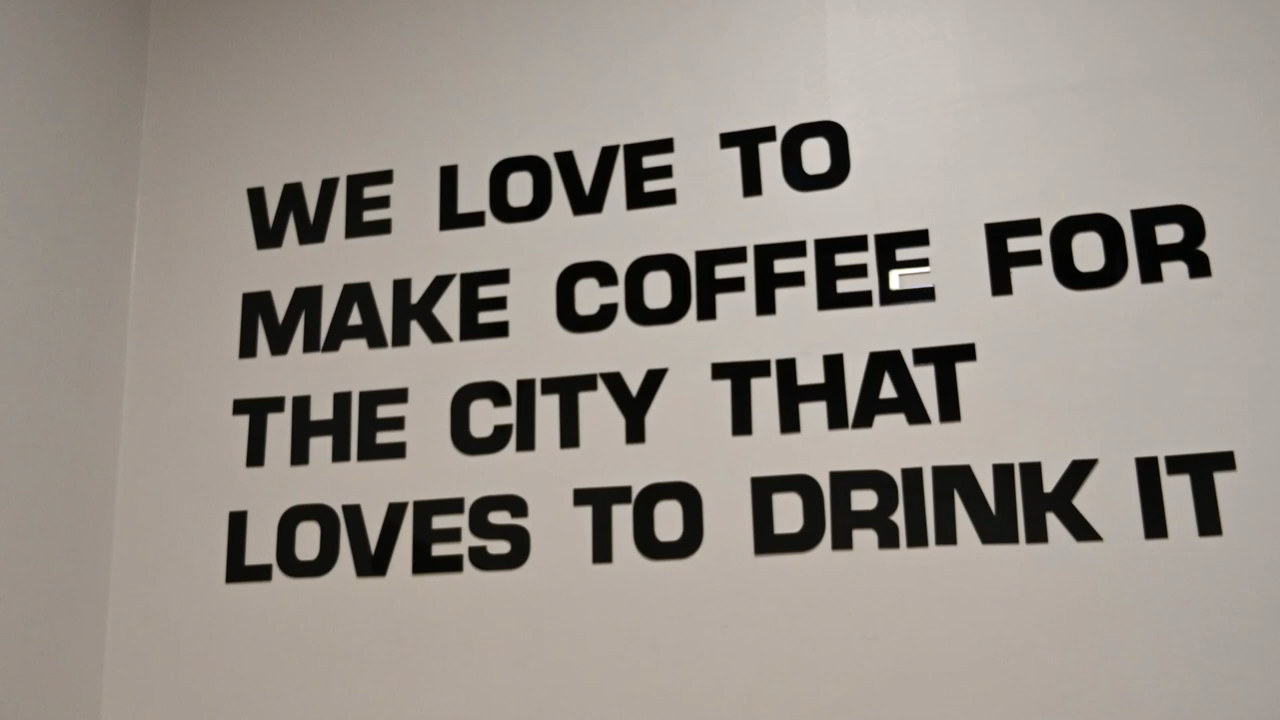 WE LOVE TO
MAKE COFFEE FOR
THE CITY THAT
LOVES TO DRINK IT